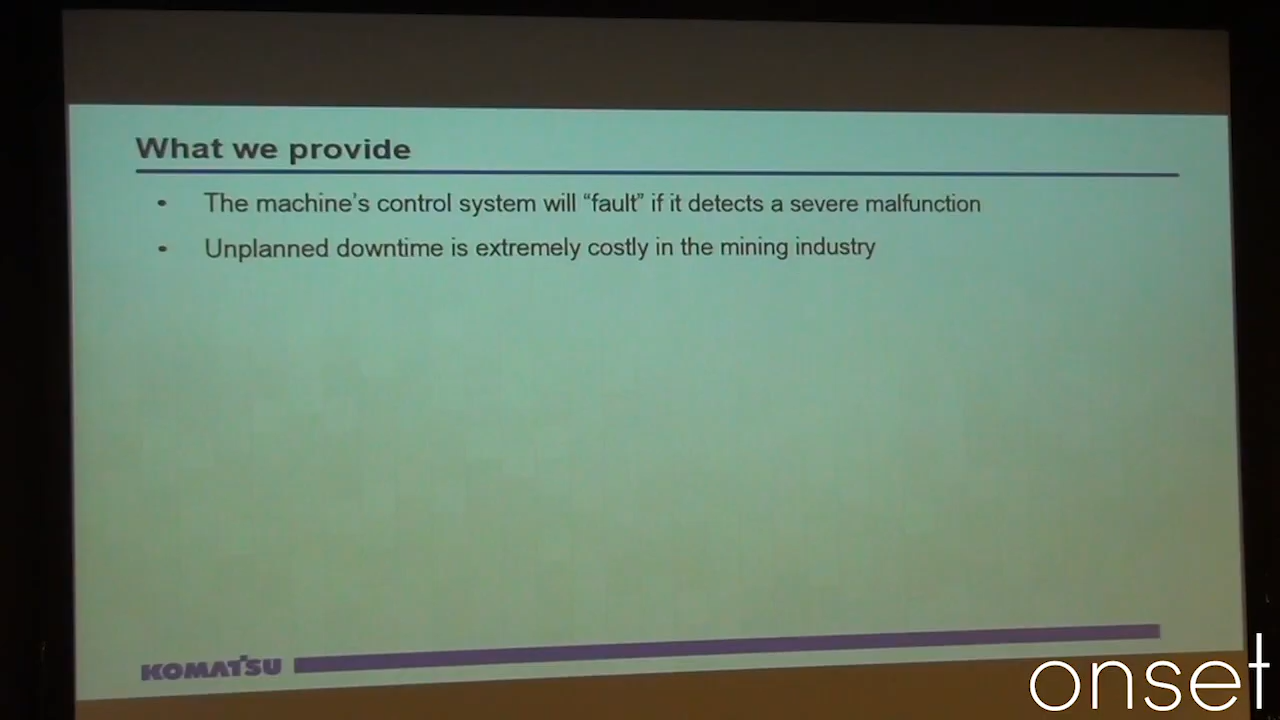 What we provide
• The machine's control system will “fault” if it detects a severe malfunction
• Unplanned downtime is extremely costly in the mining industry
KOMATSU
onset